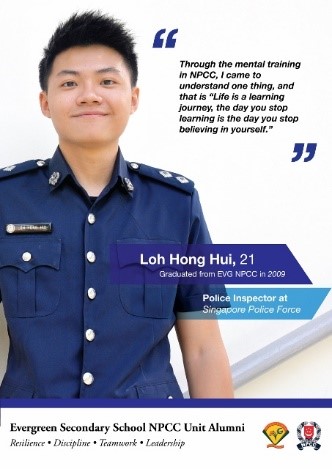 “
Through the mental training
in NPCC, I came to
understand one thing, and
that is “Life is a learning
journey, the day you stop
learning is the day you stop
believing in yourself.”
”
Loh Hong Hui, 21
Graduated from EVG NPCC in 2009
Police Inspector at
Singapore Police Force
Evergreen Secondary School NPCC Unit Alumni
Resilience • Discipline • Teamwork • Leadership
NPCC